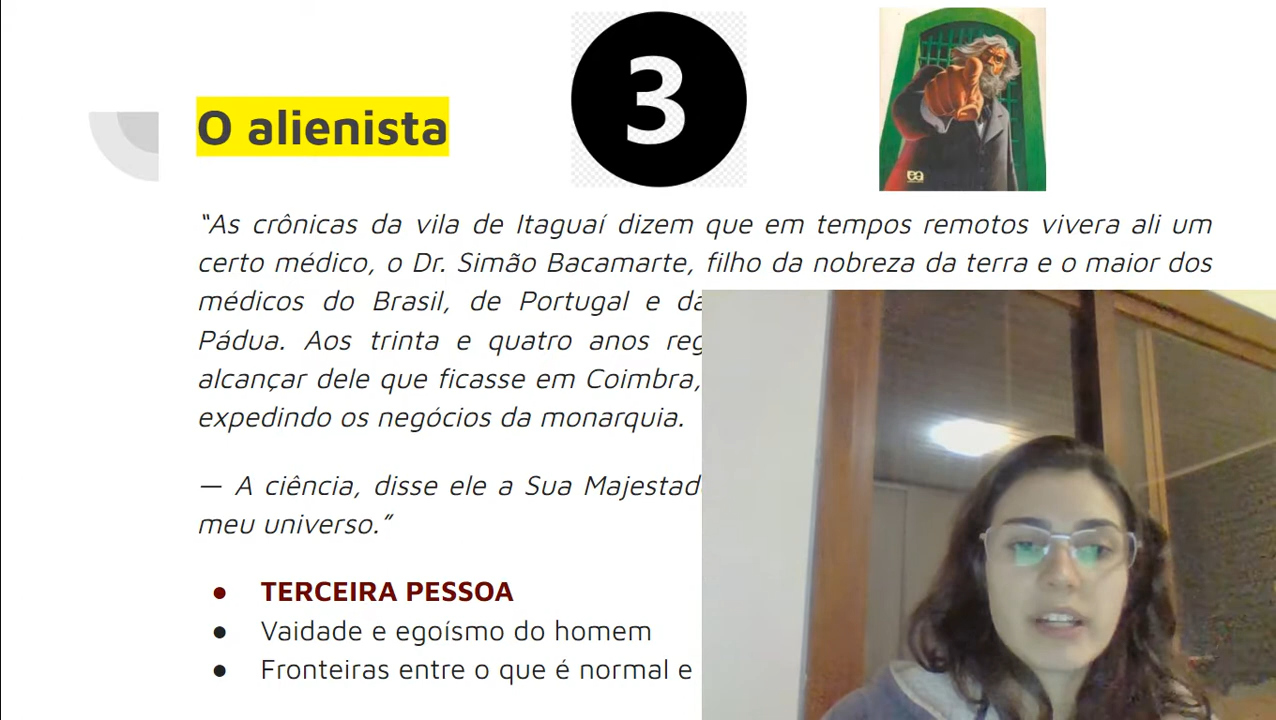 3
O alienista
“As crônicas da vila de Itaguaí dizem que em tempos remotos vivera ali um
certo médico, o Dr. Simão Bacamarte, filho da nobreza da terra e o maior dos
médicos do Brasil, de Portugal e da
Pádua. Aos trinta e quatro anos reg
alcançar dele que ficasse em Coimbra,
expedindo os negócios da monarquia.
— A ciência, disse ele a Sua Majestad
meu universo.”
● TERCEIRA PESSOA
● Vaidade e egoísmo do homem
● Fronteiras entre o que é normal e